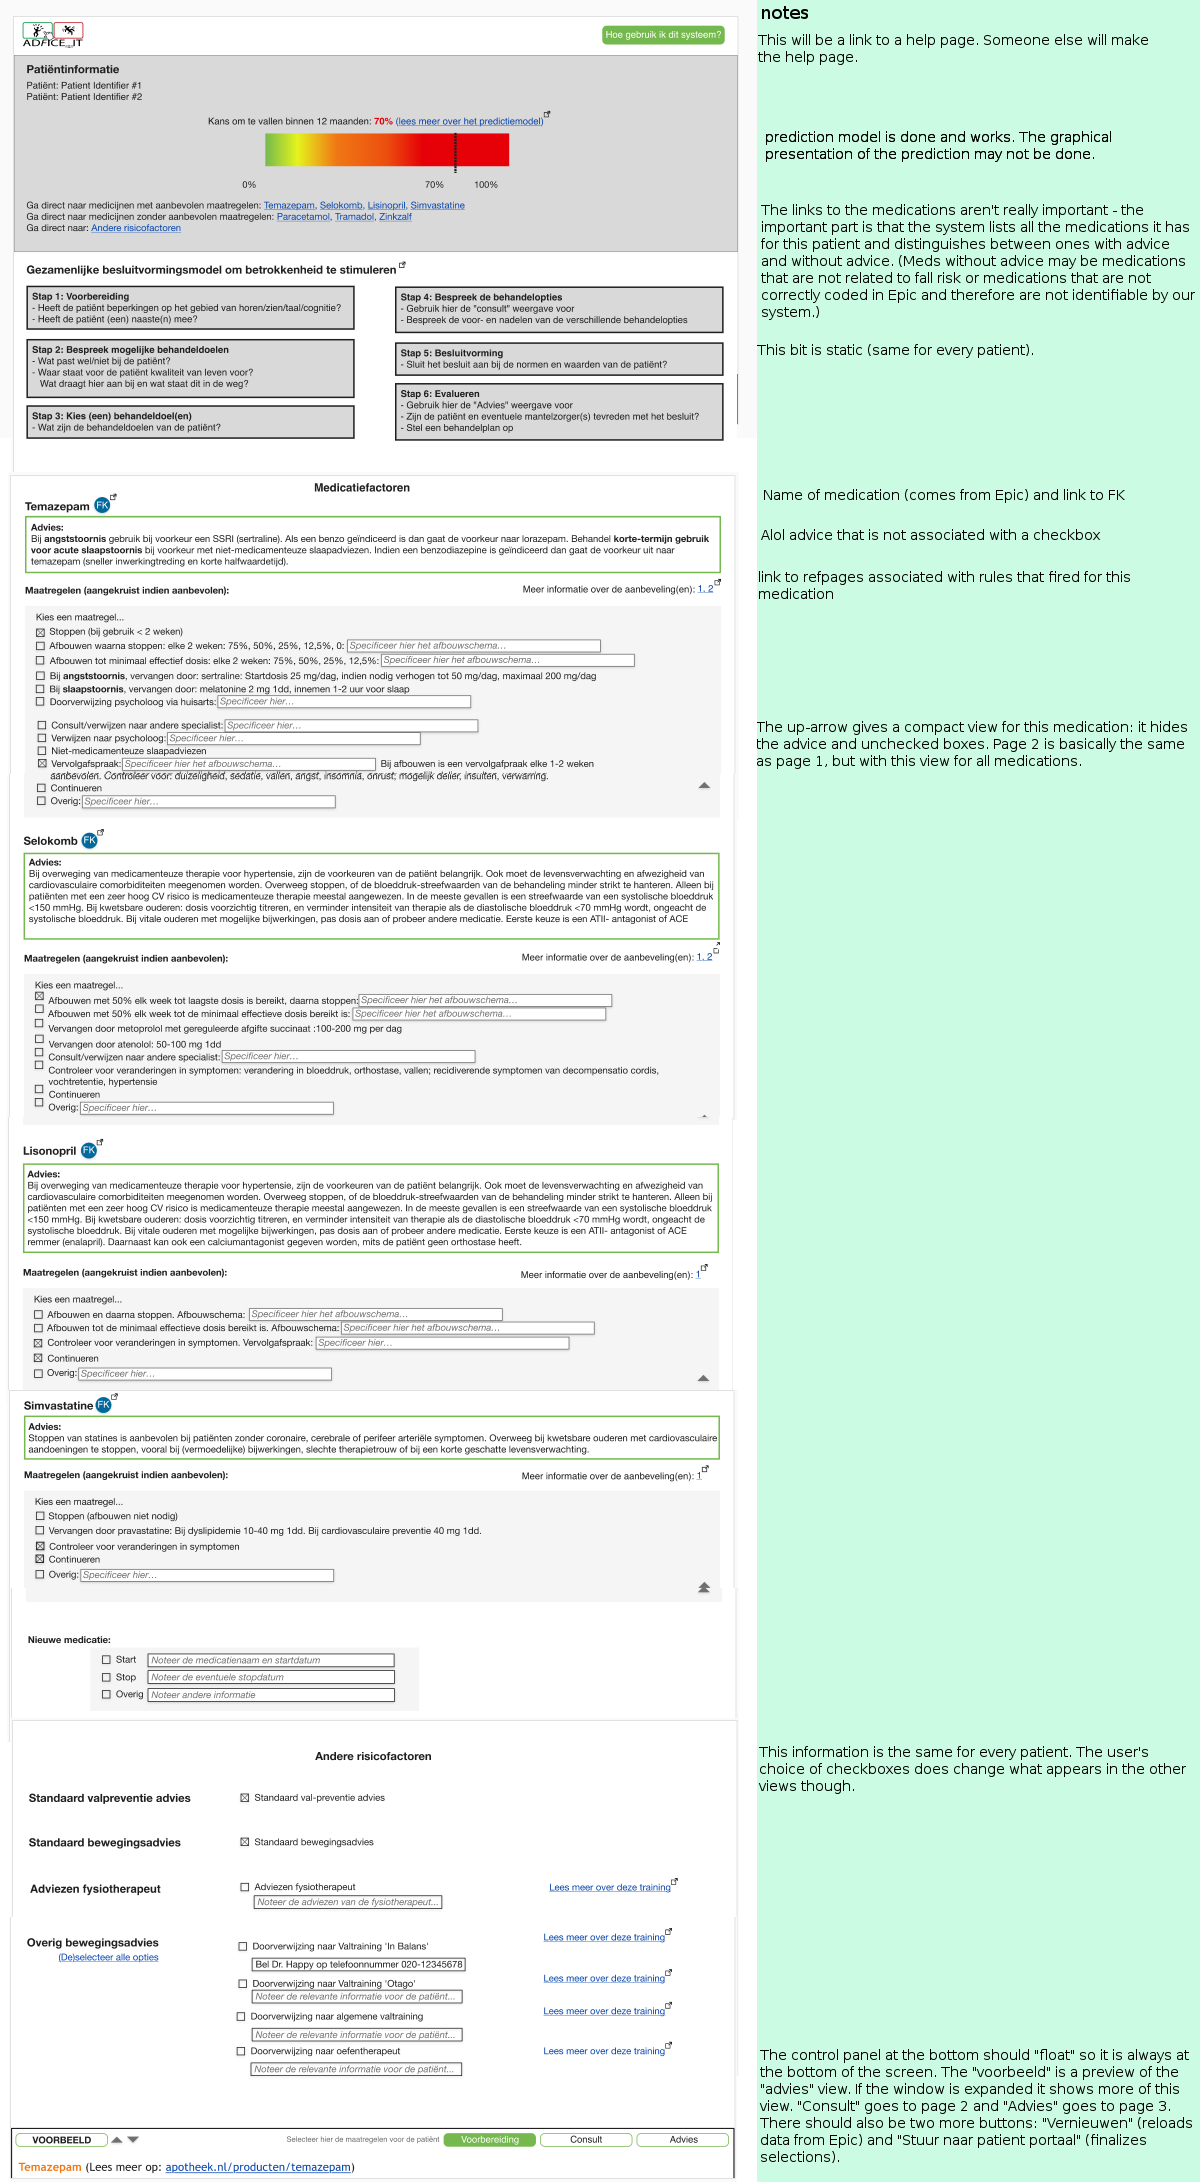 ADFICE_IT
Hoe gebruik ik dit systeem?
Patiëntinformatie
Patiënt: Patient Identifier #1
Patiënt: Patient Identifier #2
Kans om te vallen binnen 12 maanden: 70% (lees meer over het predictiemodel)
0% 70% 100%
Ga direct naar medicijnen met aanbevolen maatregelen: Temazepam, Selokomb, Lisinopril, Simvastatine
Ga direct naar medicijnen zonder aanbevolen maatregelen: Paracetamol, Tramadol, Zinkzalf
Ga direct naar: Andere risicofactoren
Gezamenlijke besluitvormingsmodel om betrokkenheid te stimuleren
Stap 1: Voorbereiding
- Heeft de patiënt beperkingen op het gebied van horen/zien/taal/cognitie?
- Heeft de patiënt (een) naaste(n) mee?
Stap 2: Bespreek mogelijke behandeldoelen
- Wat past wel/niet bij de patiënt?
- Waar staat voor de patiënt kwaliteit van leven voor?
Wat draagt hier aan bij en wat staat dit in de weg?
Stap 3: Kies (een) behandeldoel(en)
- Wat zijn de behandeldoelen van de patiënt?
Stap 4: Bespreek de behandelopties
- Gebruik hier de "consult" weergave voor
- Bespreek de voor- en nadelen van de verschillende behandelopties
Stap 5: Besluitvorming
- Sluit het besluit aan bij de normen en waarden van de patiënt?
Stap 6: Evalueren
- Gebruik hier de "Advies" weergave voor
- Zijn de patiënt en eventuele mantelzorger(s) tevreden met het besluit?
- Stel een behandelplan op
Medicatiefactoren
Temazepam FK
Advies:
Bij angststoornis gebruik bij voorkeur een SSRI (sertraline). Als een benzo geïndiceerd is dan gaat de voorkeur naar lorazepam. Behandel korte-termijn gebruik
voor acute slaapstoornis bij voorkeur met niet-medicamenteuze slaapadviezen. Indien een benzodiazepine is geïndiceerd dan gaat de voorkeur uit naar
temazepam (sneller inwerkingtreding en korte halfwaardetijd).
Maatregelen (aangekruist indien aanbevolen): Meer informatie over de aanbeveling(en): 1, 2
Kies een maatregel...
Stoppen (bij gebruik < 2 weken)
Afbouwen waarna stoppen: elke 2 weken: 75%, 50%, 25%, 12,5%, 0: Specificeer hier het afbouwschema...
Afbouwen tot minimaal effectief dosis: elke 2 weken: 75%, 50%, 25%, 12,5%: Specificeer hier het afbouwschema...
Bij angststoornis, vervangen door: sertraline: Startdosis 25 mg/dag, indien nodig verhogen tot 50 mg/dag, maximaal 200 mg/dag
Bij slaapstoornis, vervangen door: melatonine 2 mg 1dd, innemen 1-2 uur voor slaap
Doorverwijzing psycholoog via huisarts: Specificeer hier...
Consult/verwijzen naar andere specialist: Specificeer hier...
Verwijzen naar psycholoog: Specificeer hier...
Niet-medicamenteuze slaapadviezen
Vervolgafspraak: Specificeer hier... Bij afbouwen is een vervolgafpraak elke 1-2 weken
aanbevolen. Controleer voor: duizeligheid, sedatie, vallen, angst, insomnia, onrust; mogelijk delier, insulten, verwarring.
Continueren
Overig: Specificeer hier...
Selokomb FK
Advies:
Bij overweging van medicamenteuze therapie voor hypertensie, zijn de voorkeuren van de patiënt belangrijk. Ook moet de levensverwachting en afwezigheid van
cardiovasculaire comorbiditeiten meegenomen worden. Overweeg stoppen, of de bloeddruk-streefwaarden van de behandeling minder strikt te hanteren. Alleen bij
patiënten met een zeer hoog CV risico is medicamenteuze therapie meestal aangewezen. In de meeste gevallen is een streefwaarde van een systolische bloeddruk
<150 mmHg. Bij kwetsbare ouderen: dosis voorzichtig titreren, en verminder intensiteit van therapie als de diastolische bloeddruk <70 mmHg wordt, ongeacht de
systolische bloeddruk. Bij vitale ouderen met mogelijke bijwerkingen, pas dosis aan of probeer andere medicatie. Eerste keuze is een ATII- antagonist of ACE
Maatregelen (aangekruist indien aanbevolen): Meer informatie over de aanbeveling(en): 1, 2
Kies een maatregel...
Afbouwen met 50% elk week tot laagste dosis is bereikt, daarna stoppen: Specificeer hier het afbouwschema...
Afbouwen met 50% elk week tot de minimaal effectieve dosis bereikt is: Specificeer hier het afbouwschema...
Vervangen door metoprolol met gereguleerde afgifte succinaat :100-200 mg per dag
Vervangen door atenolol: 50-100 mg 1dd
Consult/verwijzen naar andere specialist: Specificeer hier...
Controleer voor veranderingen in symptomen: verandering in bloeddruk, orthostase, vallen; recidiverende symptomen van decompensatio cordis,
vochtretentie, hypertensie
Continueren
Overig: Specificeer hier...
Lisonopril FK
Advies:
Bij overweging van medicamenteuze therapie voor hypertensie, zijn de voorkeuren van de patiënt belangrijk. Ook moet de levensverwachting en afwezigheid van
cardiovasculaire comorbiditeiten meegenomen worden. Overweeg stoppen, of de bloeddruk-streefwaarden van de behandeling minder strikt te hanteren. Alleen bij
patiënten met een zeer hoog CV risico is medicamenteuze therapie meestal aangewezen. In de meeste gevallen is een streefwaarde van een systolische bloeddruk
<150 mmHg. Bij kwetsbare ouderen: dosis voorzichtig titreren, en verminder intensiteit van therapie als de diastolische bloeddruk <70 mmHg wordt, ongeacht de
systolische bloeddruk. Bij vitale ouderen met mogelijke bijwerkingen, pas dosis aan of probeer andere medicatie. Eerste keuze is een ATII- antagonist of ACE
remmer (enalapril). Daarnaast kan ook een calciumantagonist gegeven worden, mits de patiënt geen orthostase heeft.
Maatregelen (aangekruist indien aanbevolen): Meer informatie over de aanbeveling(en): 1
Kies een maatregel...
Afbouwen en daarna stoppen. Afbouwschema: Specificeer hier het afbouwschema...
Afbouwen tot de minimaal effectieve dosis bereikt is. Afbouwschema: Specificeer hier het afbouwschema...
Controleer voor veranderingen in symptomen. Vervolgafspraak: Specificeer hier...
Continueren
Overig: Specificeer hier...
Simvastatine FK
Advies:
Stoppen van statines is aanbevolen bij patiënten zonder coronaire, cerebrale of perifeer arteriële symptomen. Overweeg bij kwetsbare ouderen met cardiovasculaire
aandoeningen te stoppen, vooral bij (vermoedelijke) bijwerkingen, slechte therapietrouw of bij een korte geschatte levensverwachting.
Maatregelen (aangekruist indien aanbevolen): Meer informatie over de aanbeveling(en): 1
Kies een maatregel...
Stoppen (afbouwen niet nodig)
Vervangen door pravastatine: Bij dyslipidemie 10-40 mg 1dd. Bij cardiovasculaire preventie 40 mg 1dd.
Controleer voor veranderingen in symptomen
Continueren
Overig: Specificeer hier...
Nieuwe medicatie:
Start Noteer de medicatienaam en startdatum
Stop Noteer de eventuele stopdatum
Overig Noteer andere informatie
Andere risicofactoren
Standaard valpreventie advies Standaard val-preventie advies
Standaard bewegingsadvies Standaard bewegingsadvies
Adviezen fysiotherapeut Adviezen fysiotherapeut Lees meer over deze training
Noteer de adviezen van de fysiotherapeut...
Overig bewegingsadvies
(De)selecteer alle opties
Doorverwijzing naar Valtraining 'In Balans' Lees meer over deze training
Bel Dr. Happy op telefoonnummer 020-12345678
Doorverwijzing naar Valtraining 'Otago' Lees meer over deze training
Noteer de relevante informatie voor de patiënt...
Doorverwijzing naar algemene valtraining Lees meer over deze training
Noteer de relevante informatie voor de patiënt...
Doorverwijzing naar oefentherapeut Lees meer over deze training
Noteer de relevante informatie voor de patiënt...
VOORBEELD Selecteer hier de maatregelen voor de patiënt Voorbereiding Consult Advies
Temazepam (Lees meer op: apotheek.nl/producten/temazepam)
notes
This will be a link to a help page. Someone else will make
the help page.
prediction model is done and works. The graphical
presentation of the prediction may not be done.
The links to the medications aren't really important - the
important part is that the system lists all the medications it has
for this patient and distinguishes between ones with advice
and without advice. (Meds without advice may be medications
that are not related to fall risk or medications that are not
correctly coded in Epic and therefore are not identifiable by our
system.)
This bit is static (same for every patient).
Name of medication (comes from Epic) and link to FK
Alol advice that is not associated with a checkbox
link to refpages associated with rules that fired for this
medication
The up-arrow gives a compact view for this medication: it hides
the advice and unchecked boxes. Page 2 is basically the same
as page 1, but with this view for all medications.
This information is the same for every patient. The user's
choice of checkboxes does change what appears in the other
views though.
The control panel at the bottom should "float" so it is always at
the bottom of the screen. The "voorbeeld" is a preview of the
"advies" view. If the window is expanded it shows more of this
view. "Consult" goes to page 2 and "Advies" goes to page 3.
There should also be two more buttons: "Vernieuwen" (reloads
data from Epic) and "Stuur naar patient portaal" (finalizes
selections).